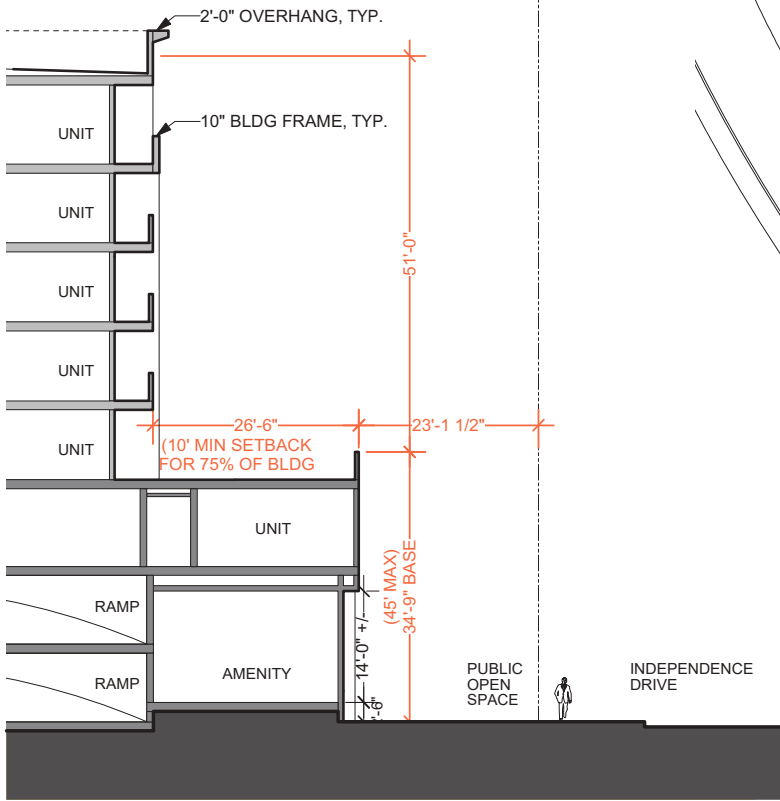 2'-0" OVERHANG, TYP.
10" BLDG FRAME, TYP.
UNIT
UNIT
51'-0"
UNIT
UNIT
26'-6"
23'-1 1/2"
(10' MIN SETBACK
FOR 75% OF BLDG
UNIT
UNIT
(45' MAX)
34'-9" BASE
RAMP
14'-0" +/-
RAMP
AMENITY
PUBLIC
OPEN
SPACE
INDEPENDENCE
DRIVE
'-6"